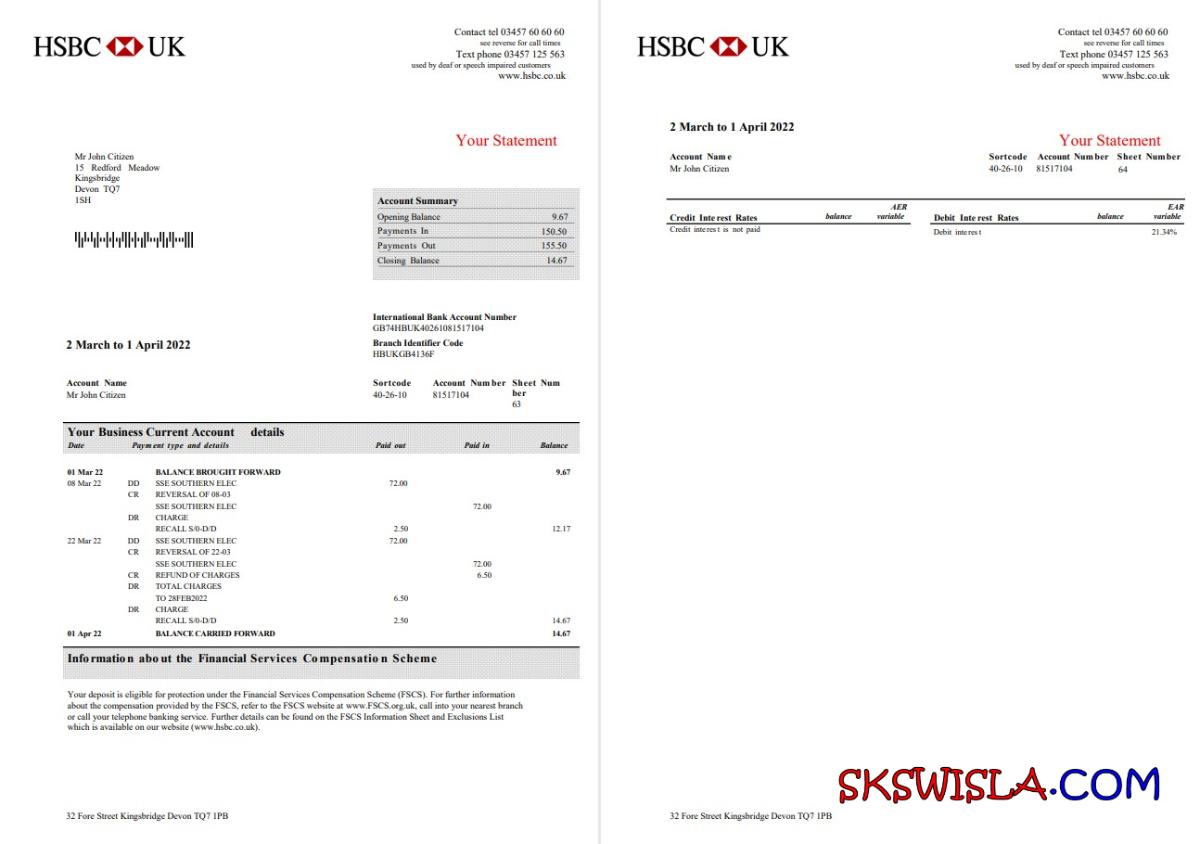 HSBC UK
Contact tel 03457 60 60 60
see reverse for call times
Text phone 03457 125 563
used by deaf or speech impaired customers
www.hsbc.co.uk
Your Statement
Mr John Citizen
15 Redford Meadow
Kingsbridge
Devon TQ7
1SH
Account Summary
Opening Balance 9.67
Payments In 150.50
Payments Out 155.50
Closing Balance 14.67
International Bank Account Number
GB74HBUK40261081517104
2 March to 1 April 2022
Branch Identifier Code
HBUKGB4136F
Account Name Sortcode Account Number Sheet Num
ber
Mr John Citizen 40-26-10 81517104
63
Your Business Current Account details
Date Payment type and details Paid out Paid in Balance
01 Mar 22 BALANCE BROUGHT FORWARD 9.67
08 Mar 22 DD SSE SOUTHERN ELEC 72.00
CR REVERSAL OF 08-03
SSE SOUTHERN ELEC 72.00
DR CHARGE
RECALL S/0-D/D 2.50 12.17
22 Mar 22 DD SSE SOUTHERN ELEC 72.00
CR REVERSAL OF 22-03
SSE SOUTHERN ELEC 72.00
CR REFUND OF CHARGES 6.50
DR TOTAL CHARGES
TO 28FEB2022 6.50
DR CHARGE
RECALL S/0-D/D 2.50 14.67
01 Apr 22 BALANCE CARRIED FORWARD 14.67
Information about the Financial Services Compensation Scheme
Your deposit is eligible for protection under the Financial Services Compensation Scheme (FSCS). For further information
about the compensation provided by the FSCS, refer to the FSCS website at www.FSCS.org.uk, call into your nearest branch
or call your telephone banking service. Further details can be found on the FSCS Information Sheet and Exclusions List
which is available on our website (www.hsbc.co.uk).
32 Fore Street Kingsbridge Devon TQ7 1PB
HSBC UK
Contact tel 03457 60 60 60
see reverse for call times
Text phone 03457 125 563
used by deaf or speech impaired customers
www.hsbc.co.uk
2 March to 1 April 2022
Your Statement
Account Name Sortcode Account Number Sheet Number
Mr John Citizen 40-26-10 81517104 64
Credit Interest Rates balance AER variable
Credit interest is not paid
Debit Interest Rates balance EAR variable
Debit interest 21.34%
SKSWISLA.COM
32 Fore Street Kingsbridge Devon TQ7 1PB